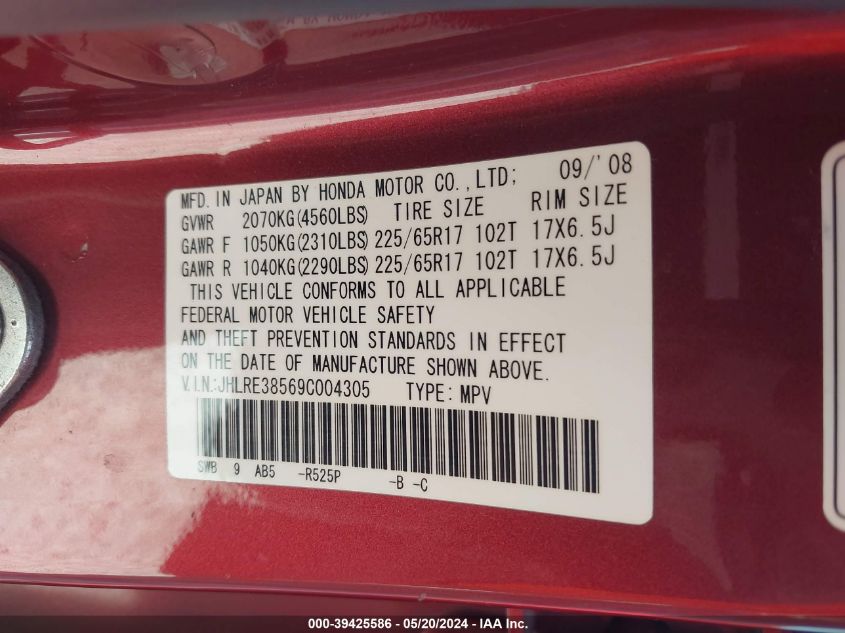 MFD. IN JAPAN BY HONDA MOTOR CO.,LTD; 09/'08
GVWR 2070KG(4560LBS) TIRE SIZE RIM SIZE
GAWR F 1050KG(2310LBS) 225/65R17 102T 17X6.5J
GAWR R 1040KG(2290LBS) 225/65R17 102T 17X6.5J
THIS VEHICLE CONFORMS TO ALL APPLICABLE
FEDERAL MOTOR VEHICLE SAFETY
AND THEFT PREVENTION STANDARDS IN EFFECT
ON THE DATE OF MANUFACTURE SHOWN ABOVE.
V.I.N.:JHLRE38569C004305 TYPE: MPV
SWB 9 AB5 -R525P -B -C
000-39425586 - 05/20/2024 - IAA Inc.